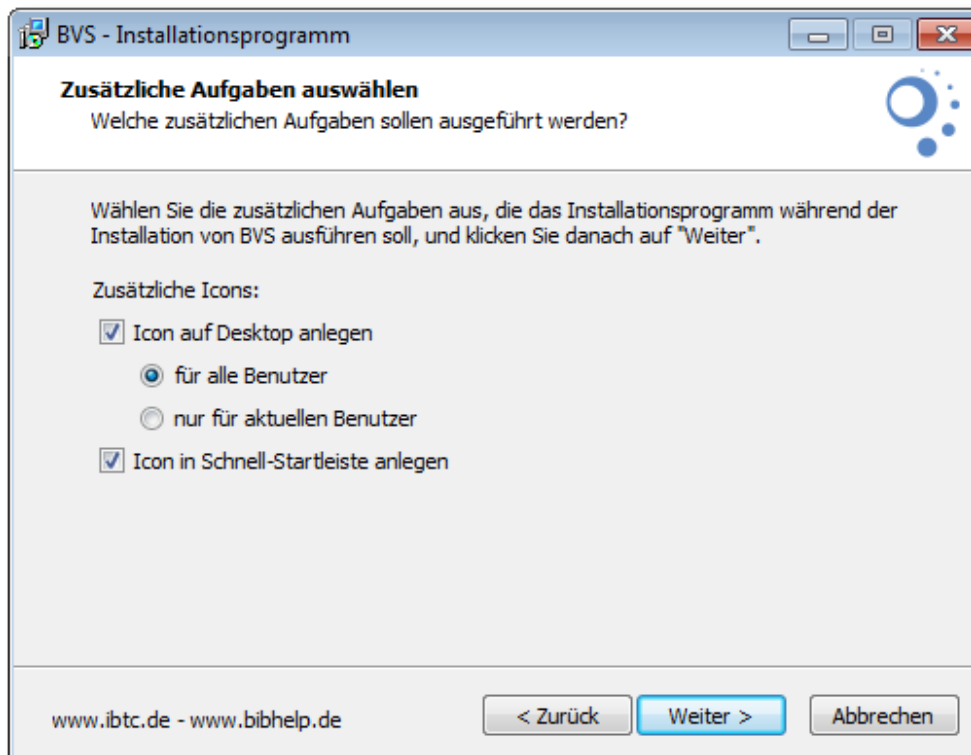 BVS - Installationsprogramm
Zusätzliche Aufgaben auswählen
Welche zusätzlichen Aufgaben sollen ausgeführt werden?
Wählen Sie die zusätzlichen Aufgaben aus, die das Installationsprogramm während der
Installation von BVS ausführen soll, und klicken Sie danach auf "Weiter".
Zusätzliche Icons:
Icon auf Desktop anlegen
für alle Benutzer
nur für aktuellen Benutzer
Icon in Schnell-Startleiste anlegen
www.ibtc.de - www.bibhelp.de
< Zurück
Weiter >
Abbrechen